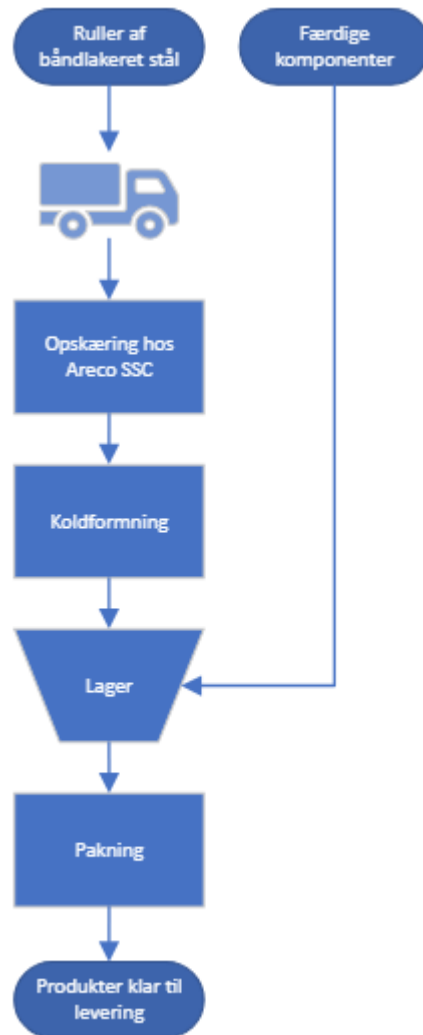 Ruller af
båndlakeret stål
Færdige
komponenter
Opskæring hos
Areco SSC
Koldformning
Lager
Pakning
Produkter klar til
levering